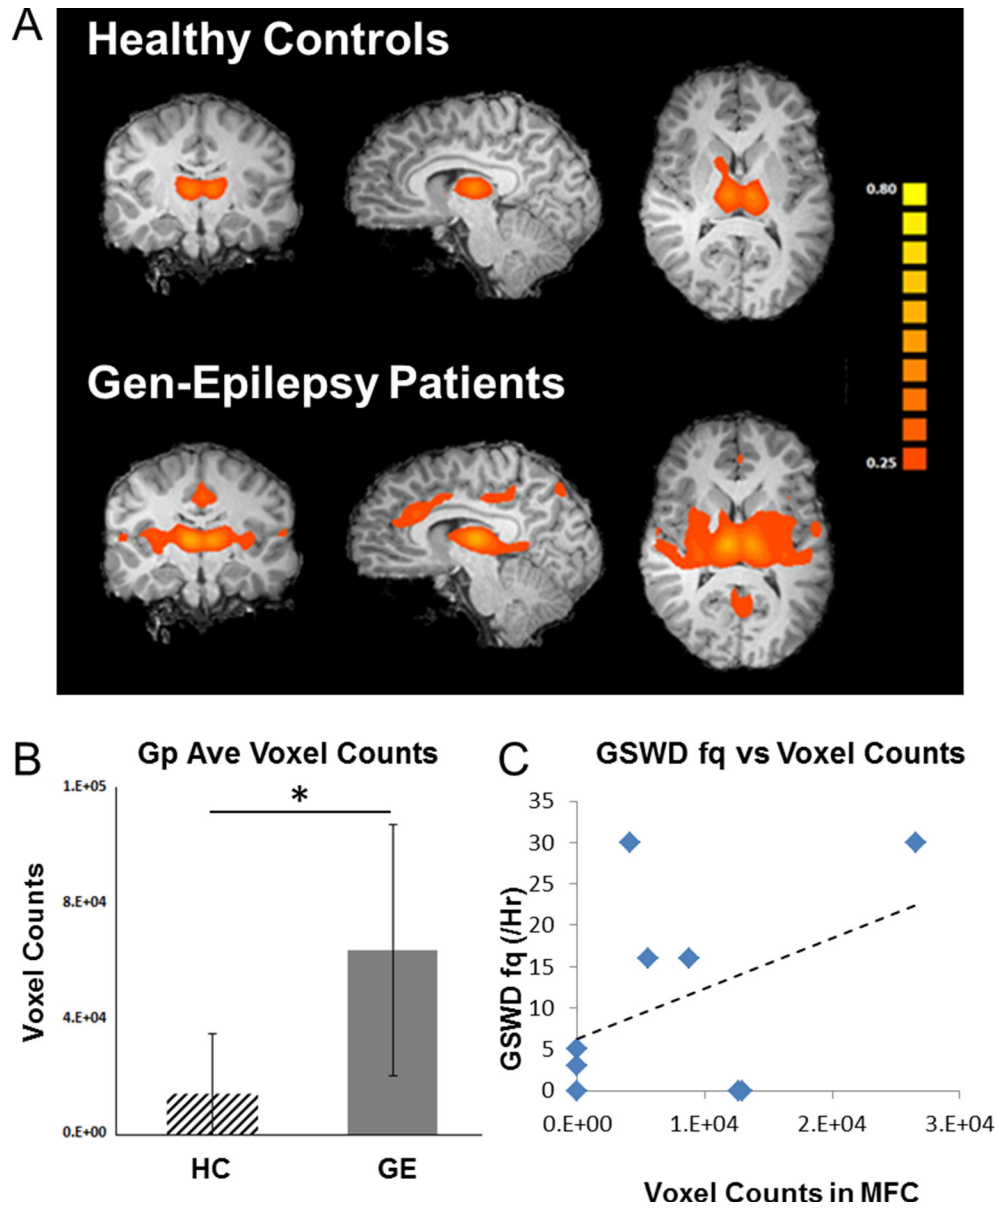 A
Healthy Controls
0.80
Gen-Epilepsy Patients
0.25
B
Gp Ave Voxel Counts
1.E+05
8.E+04
4.E+04
0.E+00
Voxel Counts
*
HC
GE
C
GSWD fq vs Voxel Counts
35
30
25
20
15
10
5
0
GSWD fq (/Hr)
0.E+00
1.E+04
2.E+04
3.E+04
Voxel Counts in MFC